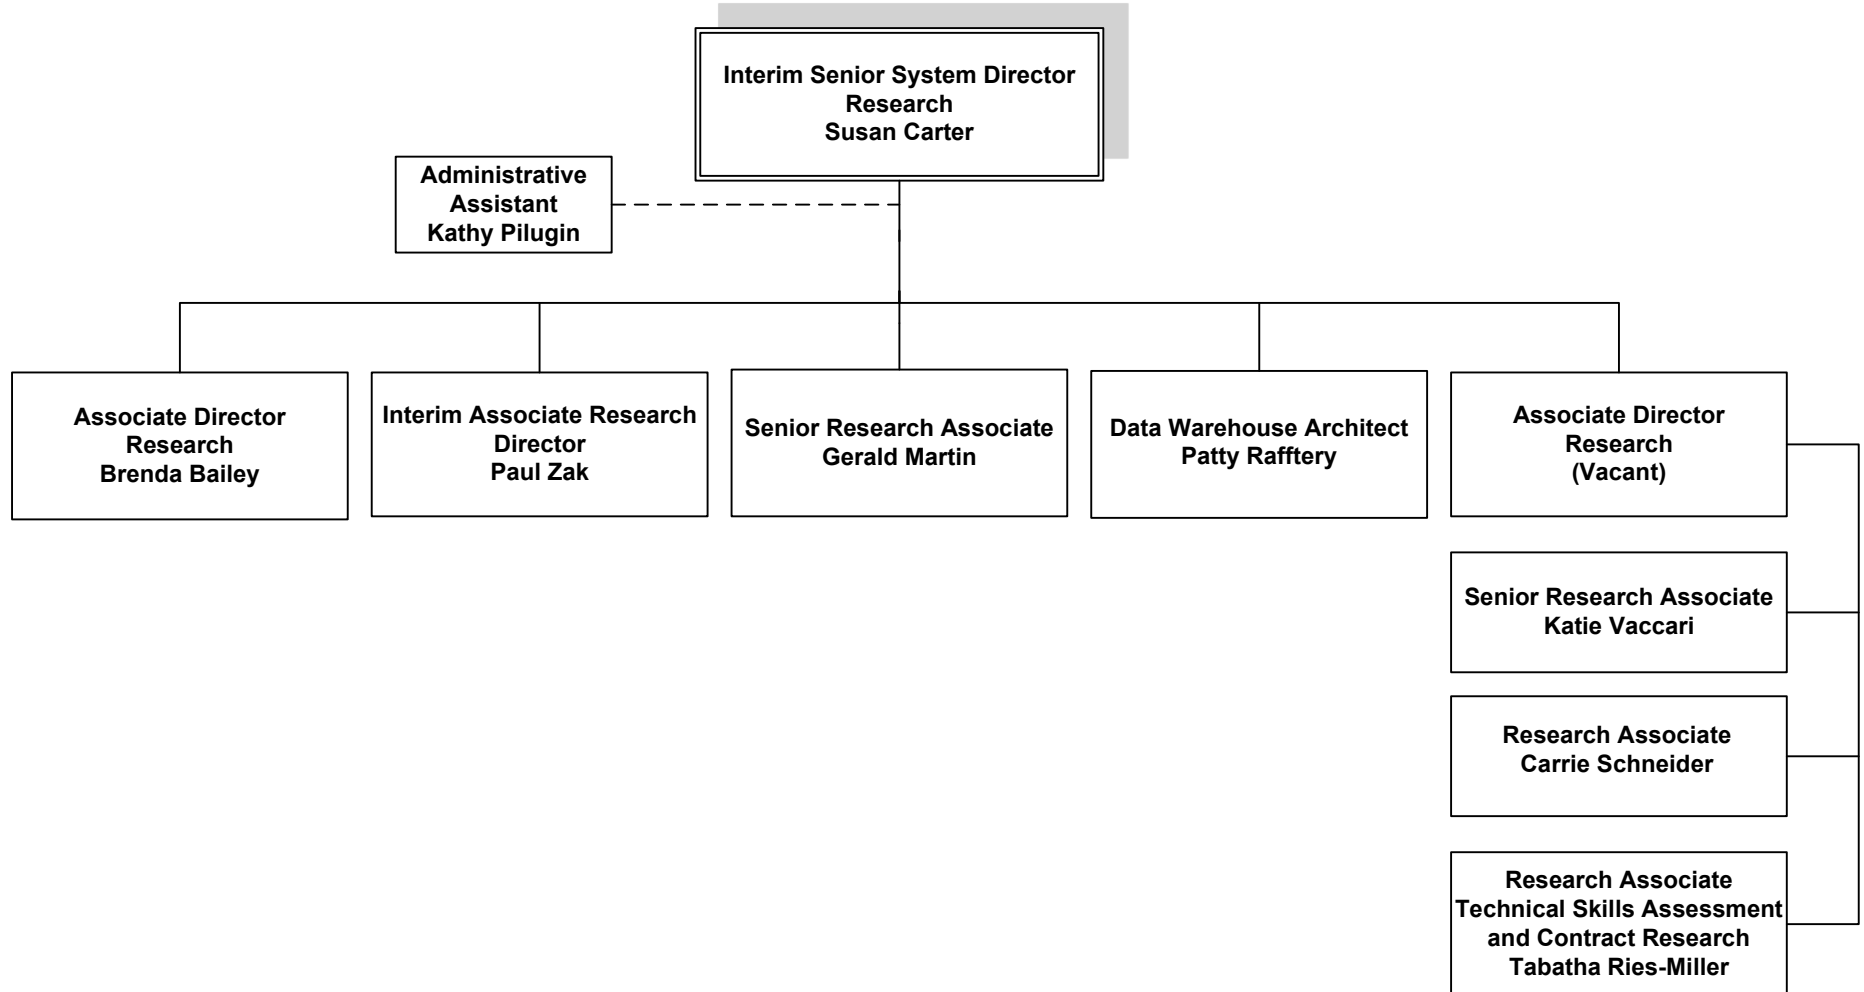 Interim Senior System Director
Research
Susan Carter
Administrative
Assistant
Kathy Pilugin
Associate Director
Research
Brenda Bailey
Interim Associate Research
Director
Paul Zak
Senior Research Associate
Gerald Martin
Data Warehouse Architect
Patty Rafftery
Associate Director
Research
(Vacant)
Senior Research Associate
Katie Vaccari
Research Associate
Carrie Schneider
Research Associate
Technical Skills Assessment
and Contract Research
Tabatha Ries-Miller